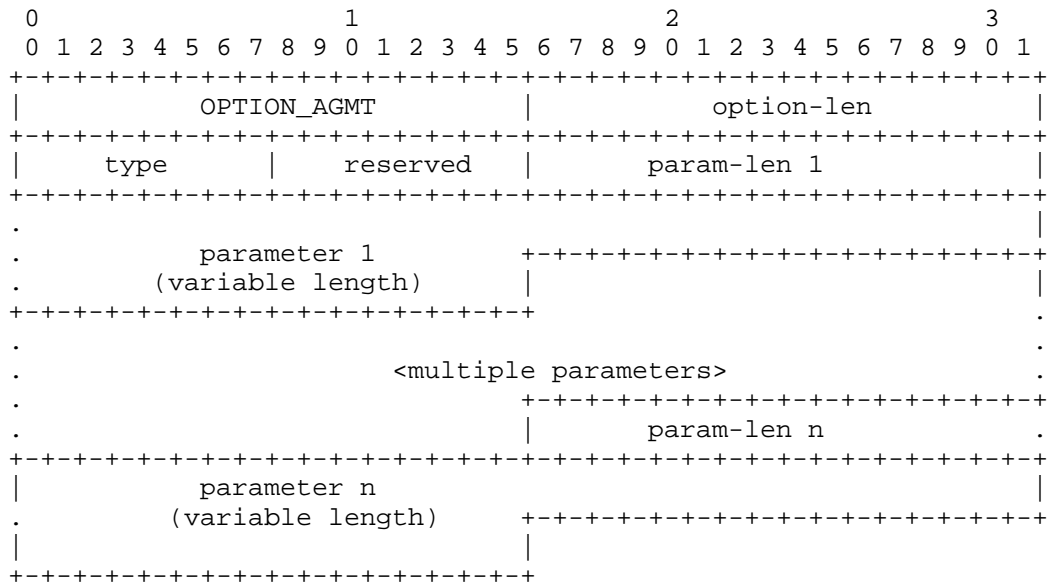 0                   1                   2                   3
 0 1 2 3 4 5 6 7 8 9 0 1 2 3 4 5 6 7 8 9 0 1 2 3 4 5 6 7 8 9 0 1
+-+-+-+-+-+-+-+-+-+-+-+-+-+-+-+-+-+-+-+-+-+-+-+-+-+-+-+-+-+-+-+-+
|           OPTION_AGMT         |           option-len          |
+-+-+-+-+-+-+-+-+-+-+-+-+-+-+-+-+-+-+-+-+-+-+-+-+-+-+-+-+-+-+-+-+
|     type      |    reserved   |       param-len 1             |
+-+-+-+-+-+-+-+-+-+-+-+-+-+-+-+-+-+-+-+-+-+-+-+-+-+-+-+-+-+-+-+-+
.                                                               |
.           parameter 1         +-+-+-+-+-+-+-+-+-+-+-+-+-+-+-+-+
.        (variable length)      |                               |
+-+-+-+-+-+-+-+-+-+-+-+-+-+-+-+-+                               .
.                                                               .
.                       <multiple parameters>                   .
.                               +-+-+-+-+-+-+-+-+-+-+-+-+-+-+-+-+
.                               |       param-len n             .
+-+-+-+-+-+-+-+-+-+-+-+-+-+-+-+-+-+-+-+-+-+-+-+-+-+-+-+-+-+-+-+-+
|           parameter n                                         |
.         (variable length)     +-+-+-+-+-+-+-+-+-+-+-+-+-+-+-+-+
|                               |
+-+-+-+-+-+-+-+-+-+-+-+-+-+-+-+-+